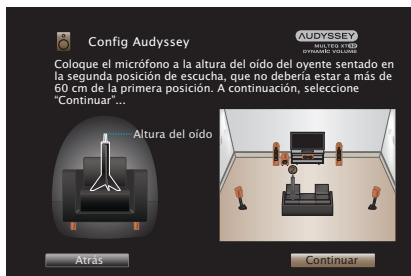 Config Audyssey
AUDYSSEY
MULTEQ XT32
DYNAMIC VOLUME
Coloque el micrófono a la altura del oído del oyente sentado en
la segunda posición de escucha, que no debería estar a más de
60 cm de la primera posición. A continuación, seleccione
“Continuar”...
Altura del oído
Atrás
Continuar